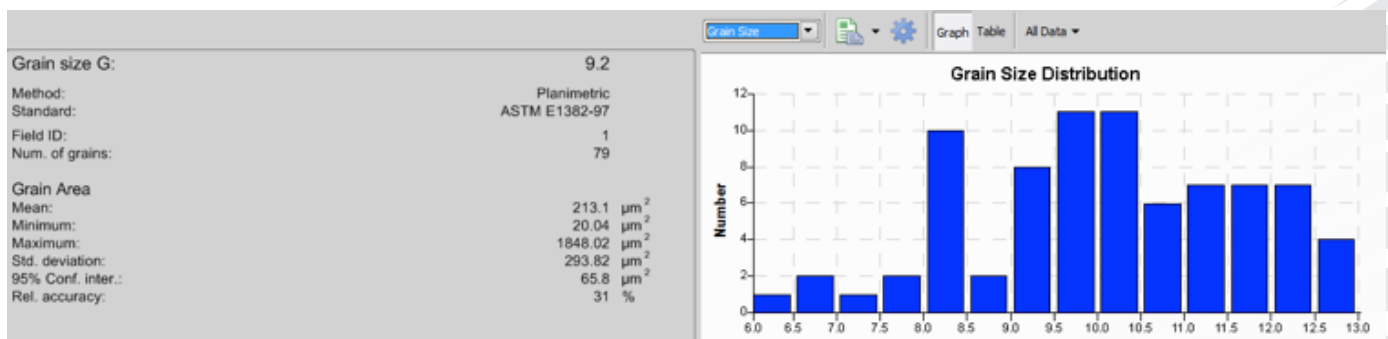 Grain Size
Graph Table All Data
Grain size G: 9.2
Method: Planimetric
Standard: ASTM E1382-97
Field ID: 1
Num. of grains: 79
Grain Area
Mean: 213.1 µm²
Minimum: 20.04 µm²
Maximum: 1848.02 µm²
Std. deviation: 293.82 µm²
95% Conf. inter.: 65.8 µm²
Rel. accuracy: 31 %
Grain Size Distribution
Number
12
10
8
6
4
2
0
6.0 6.5 7.0 7.5 8.0 8.5 9.0 9.5 10.0 10.5 11.0 11.5 12.0 12.5 13.0